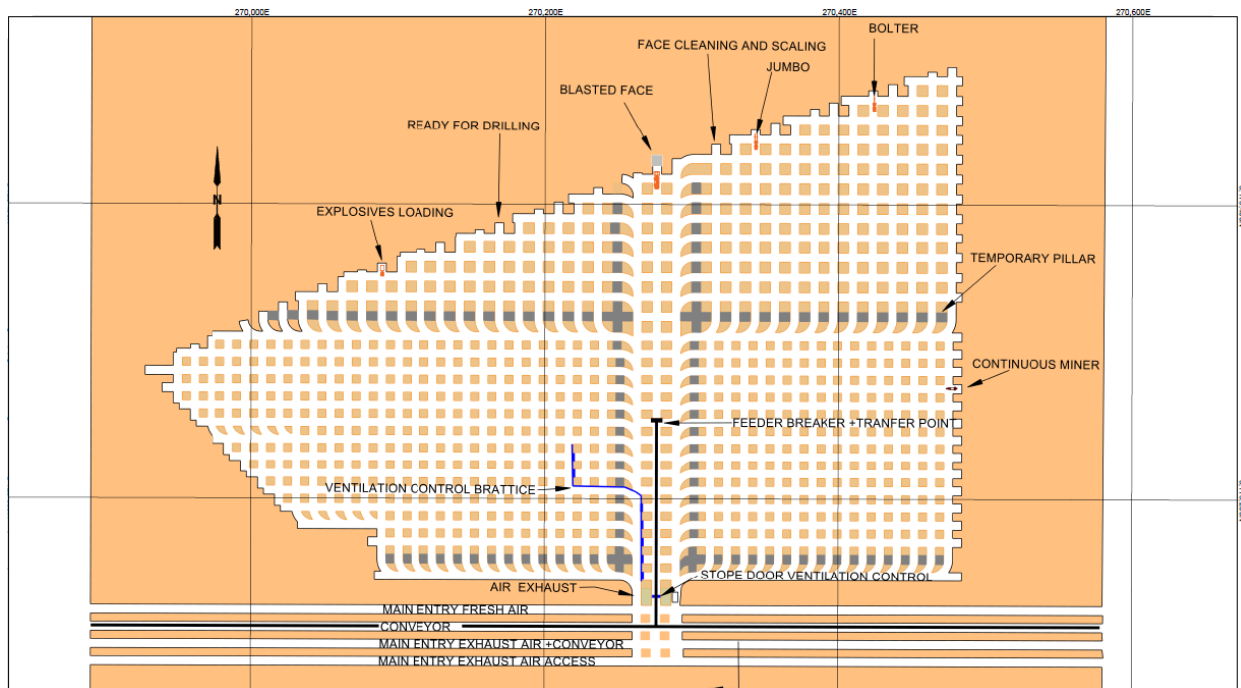 270,000E
270,200E
270,400E
270,600E
BOLTER
FACE CLEANING AND SCALING
JUMBO
BLASTED FACE
READY FOR DRILLING
N
EXPLOSIVES LOADING
TEMPORARY PILLAR
CONTINUOUS MINER
FEEDER BREAKER +TRANFER POINT
VENTILATION CONTROL BRATTICE
STOPE DOOR VENTILATION CONTROL
AIR EXHAUST
MAIN ENTRY FRESH AIR
CONVEYOR
MAIN ENTRY EXHAUST AIR +CONVEYOR
MAIN ENTRY EXHAUST AIR ACCESS